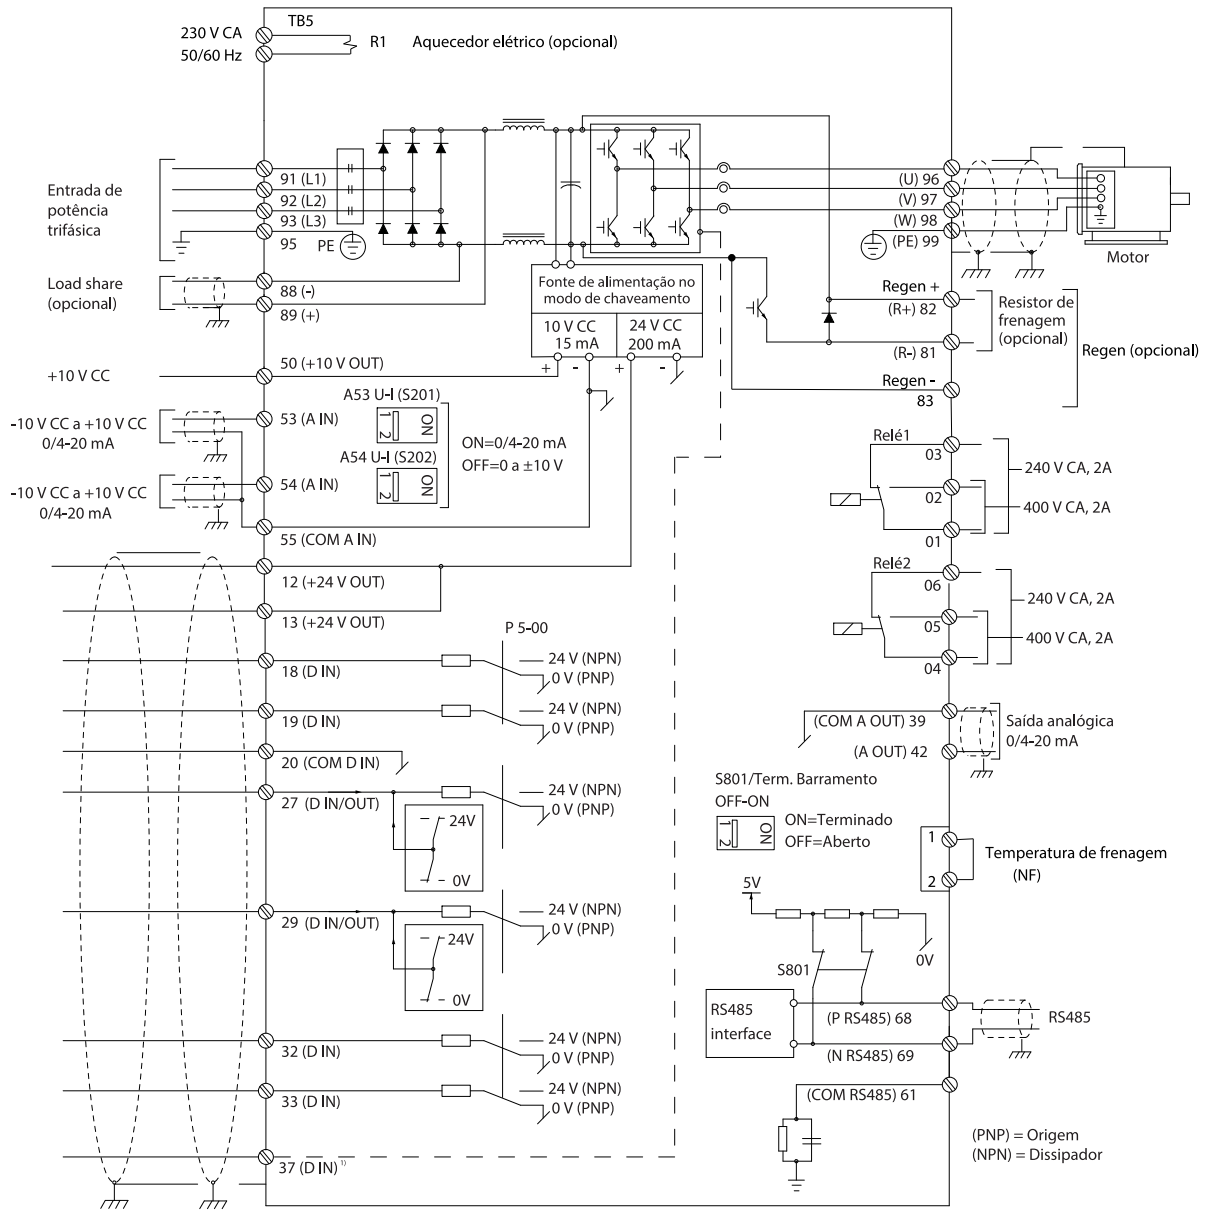 TB5
230 V CA
50/60 Hz
R1
Aquecedor elétrico (opcional)
Entrada de
potência
trifásica
91 (L1)
92 (L2)
93 (L3)
95
PE
(U) 96
(V) 97
(W) 98
(PE) 99
Motor
Load share
(opcional)
88 (-)
89 (+)
Fonte de alimentação no
modo de chaveamento
10 V CC
15 mA
24 V CC
200 mA
+ - + -
Regen +
(R+) 82
Resistor de
frenagem
(opcional)
(R-) 81
Regen (opcional)
Regen -
83
+10 V CC
50 (+10 V OUT)
-10 V CC a +10 V CC
0/4-20 mA
53 (A IN)
A53 U-I (S201)
1 2
ON
A54 U-I (S202)
1 2
ON
ON=0/4-20 mA
OFF=0 a ±10 V
-10 V CC a +10 V CC
0/4-20 mA
54 (A IN)
55 (COM A IN)
Relé1
03
02
01
240 V CA, 2A
400 V CA, 2A
12 (+24 V OUT)
13 (+24 V OUT)
Relé2
06
05
04
240 V CA, 2A
400 V CA, 2A
P 5-00
18 (D IN)
24 V (NPN)
0 V (PNP)
19 (D IN)
24 V (NPN)
0 V (PNP)
20 (COM D IN)
(COM A OUT) 39
(A OUT) 42
Saída analógica
0/4-20 mA
27 (D IN/OUT)
24 V (NPN)
0 V (PNP)
24V
0V
S801/Term. Barramento
OFF-ON
1 2
ON
ON=Terminado
OFF=Aberto
1
2
Temperatura de frenagem
(NF)
29 (D IN/OUT)
24 V (NPN)
0 V (PNP)
24V
0V
5V
0V
S801
RS485
interface
(P RS485) 68
(N RS485) 69
RS485
(COM RS485) 61
32 (D IN)
24 V (NPN)
0 V (PNP)
33 (D IN)
24 V (NPN)
0 V (PNP)
37 (D IN) 1)
(PNP) = Origem
(NPN) = Dissipador